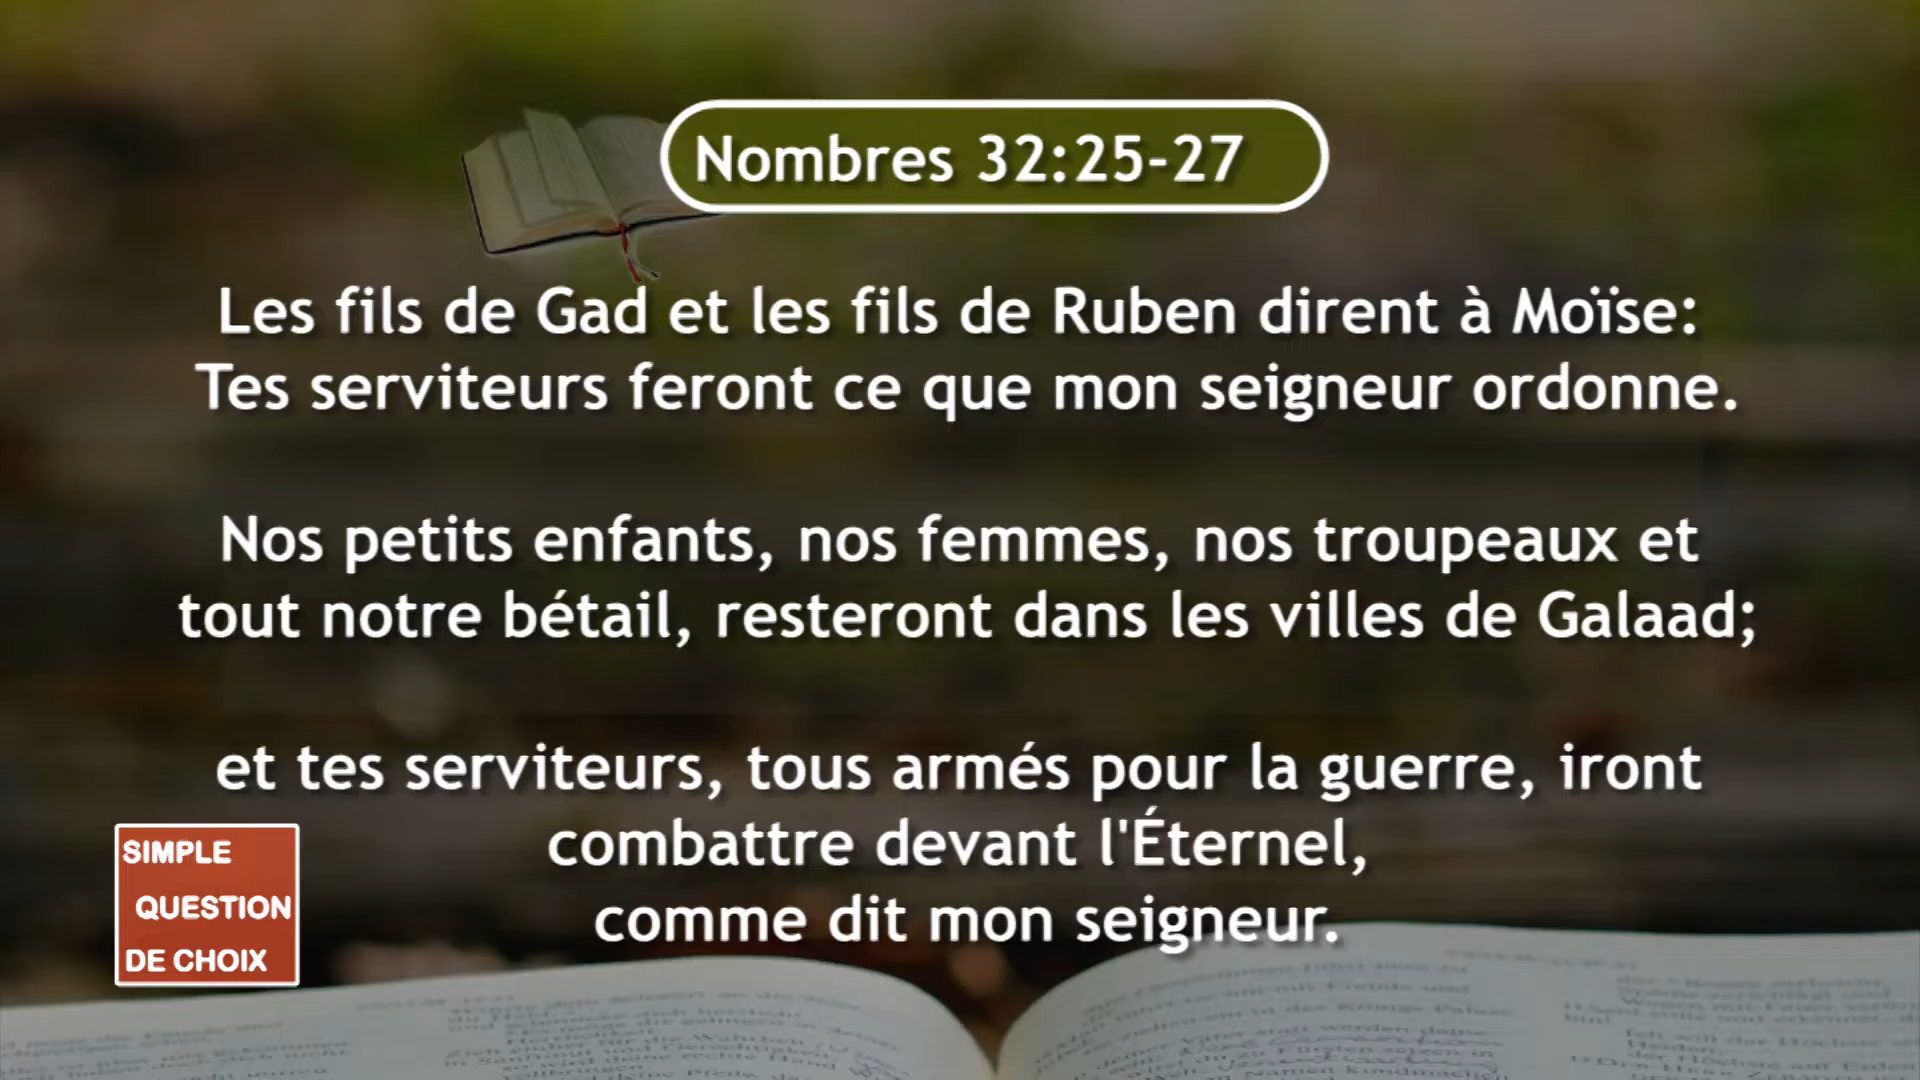 Nombres 32:25-27
Les fils de Gad et les fils de Ruben dirent à Moïse:
Tes serviteurs feront ce que mon seigneur ordonne.
Nos petits enfants, nos femmes, nos troupeaux et
tout notre bétail, resteront dans les villes de Galaad;
et tes serviteurs, tous armés pour la guerre, iront
combattre devant l'Éternel,
comme dit mon seigneur.
SIMPLE
QUESTION
DE CHOIX